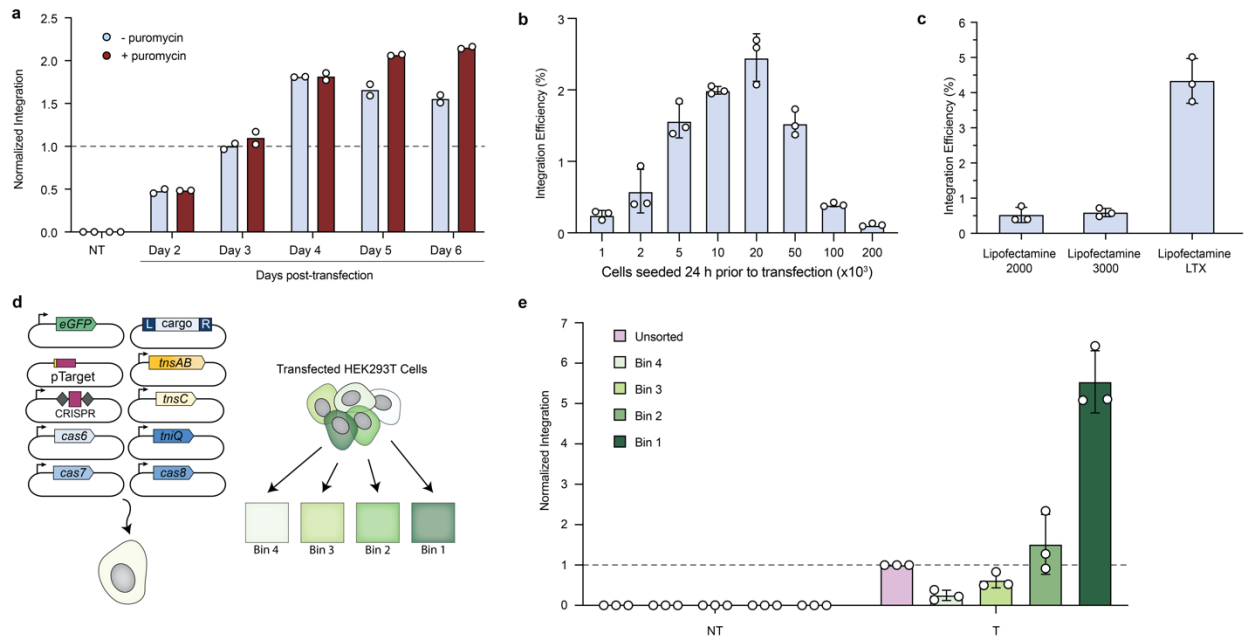 a
Normalized Integration
2.5
2.0
1.5
1.0
0.5
0
- puromycin
+ puromycin
NT
Day 2
Day 3
Day 4
Day 5
Day 6
Days post-transfection
b
Integration Efficiency (%)
3
2
1
0
1
2
5
10
20
50
100
200
Cells seeded 24 h prior to transfection (x10³)
c
Integration Efficiency (%)
6
5
4
3
2
1
0
Lipofectamine
2000
Lipofectamine
3000
Lipofectamine
LTX
d
eGFP
L cargo R
pTarget
tnsAB
CRISPR
tnsC
cas6
tniQ
cas7
cas8
Transfected HEK293T Cells
Bin 4
Bin 3
Bin 2
Bin 1
e
Normalized Integration
7
6
5
4
3
2
1
0
Unsorted
Bin 4
Bin 3
Bin 2
Bin 1
NT
T